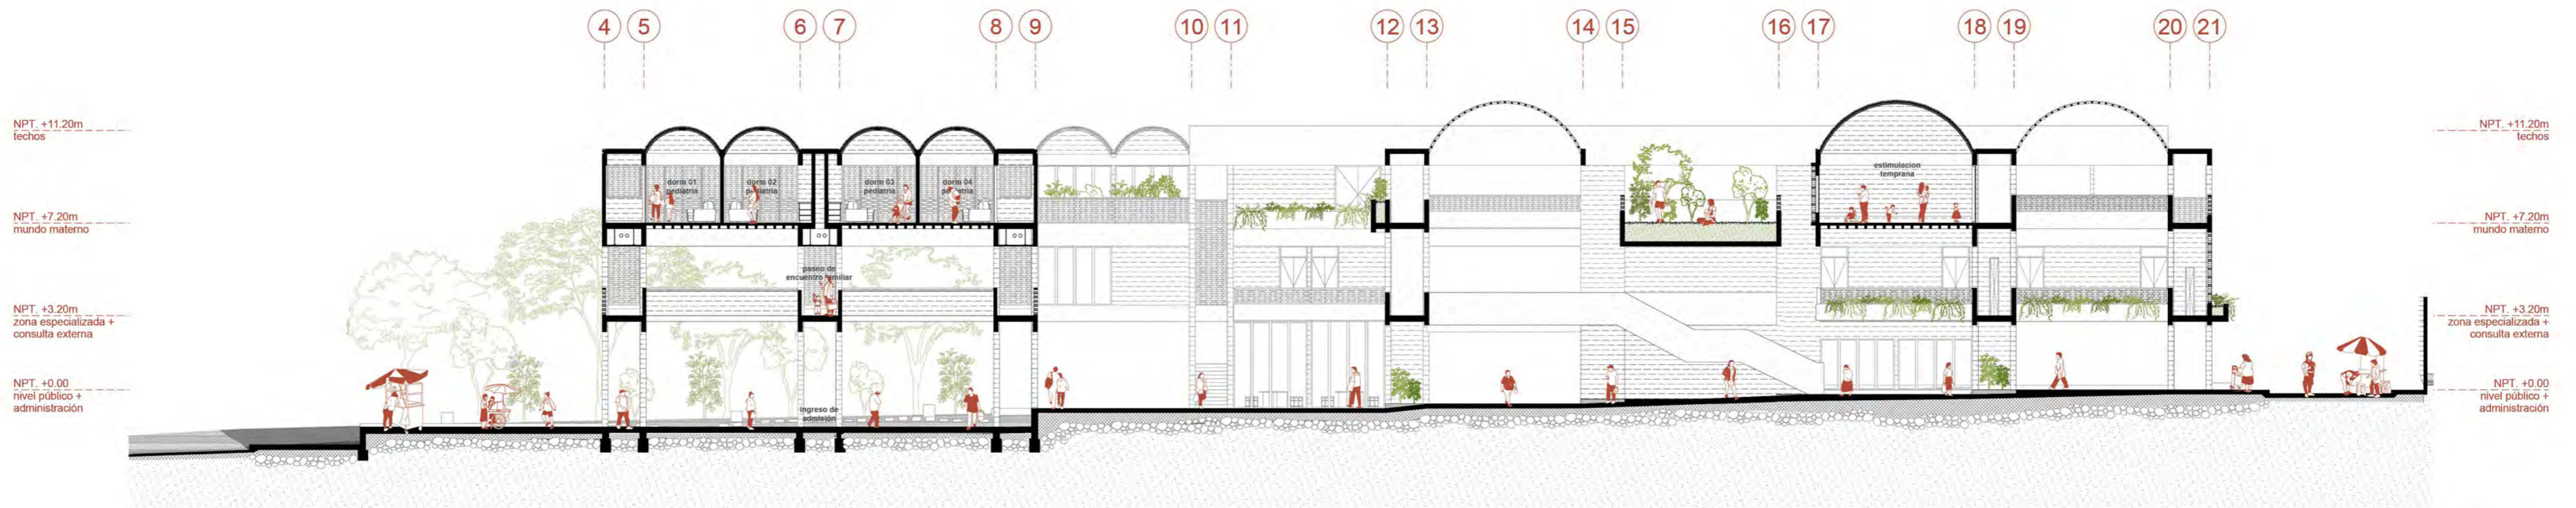 4 5 6 7 8 9 10 11 12 13 14 15 16 17 18 19 20 21
NPT. +11.20m
techos
NPT. +7.20m
mundo materno
NPT. +3.20m
zona especializada +
consulta externa
NPT. +0.00
nivel público +
administración
dorm 01
pediatria
dorm 02
pediatria
dorm 03
pediatria
dorm 04
pediatria
paseo de
encuentro familiar
ingreso de
admisión
estimulacion
temprana
NPT. +11.20m
techos
NPT. +7.20m
mundo materno
NPT. +3.20m
zona especializada +
consulta externa
NPT. +0.00
nivel público +
administración